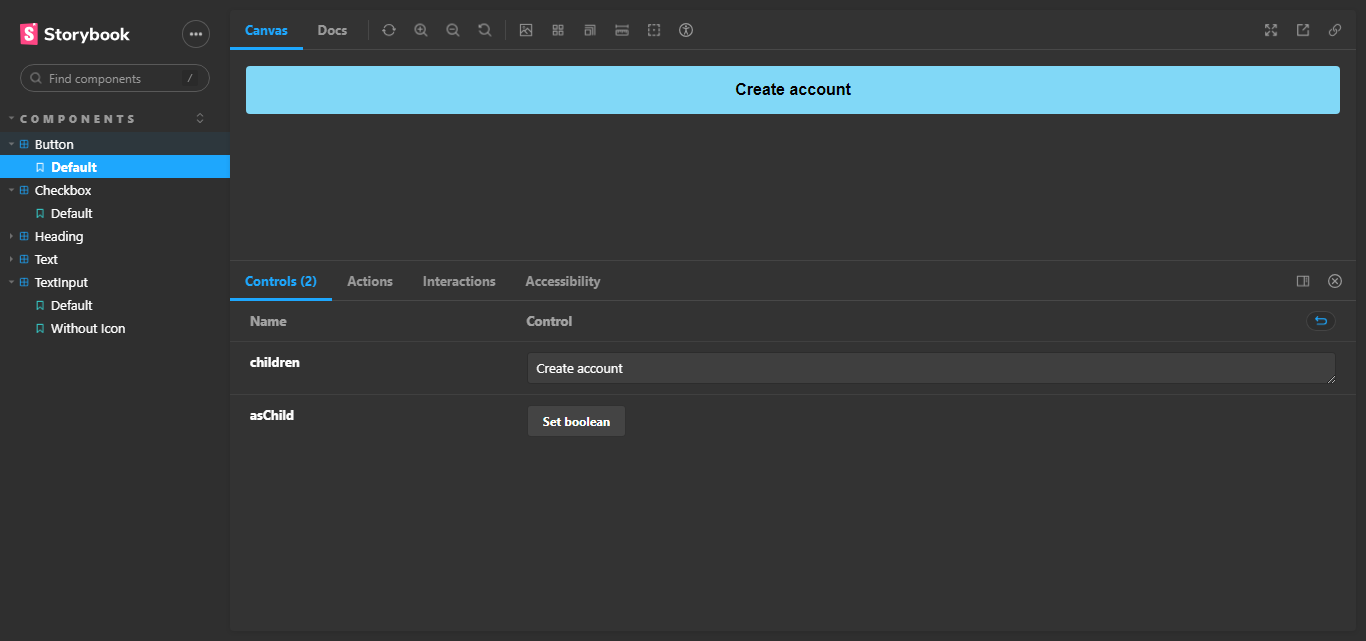 Storybook
Find components /
COMPONENTS
Button
Default
Checkbox
Default
Heading
Text
TextInput
Default
Without Icon
Canvas Docs
Create account
Controls (2) Actions Interactions Accessibility
Name Control
children Create account
asChild Set boolean